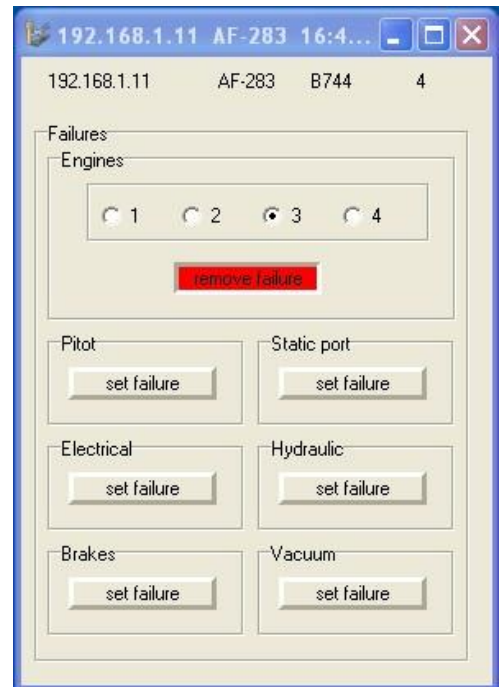 192.168.1.11 AF-283 16:4...
192.168.1.11 AF-283 B744 4
Failures
Engines
1 2 3 4
remove failure
Pitot Static port
set failure set failure
Electrical Hydraulic
set failure set failure
Brakes Vacuum
set failure set failure